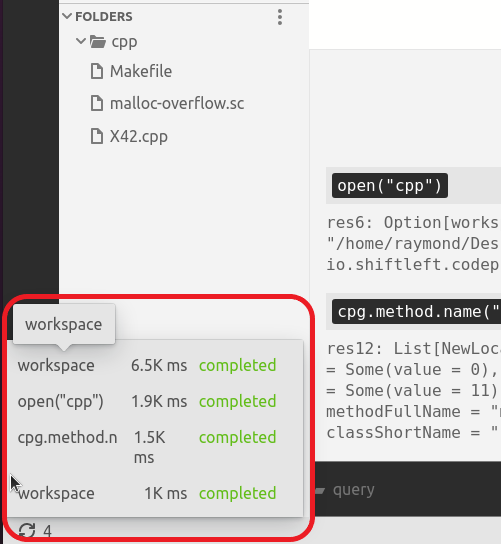 FOLDERS
cpp
Makefile
malloc-overflow.sc
X42.cpp
open("cpp")
res6: Option[works
"/home/raymond/Des
io.shiftleft.codep
cpg.method.name("
res12: List[NewLoca
= Some(value = 0),
= Some(value = 11)
methodFullName = "m
classShortName = "
workspace
workspace 6.5K ms completed
open("cpp") 1.9K ms completed
cpg.method.n 1.5K ms completed
workspace 1K ms completed
query
4